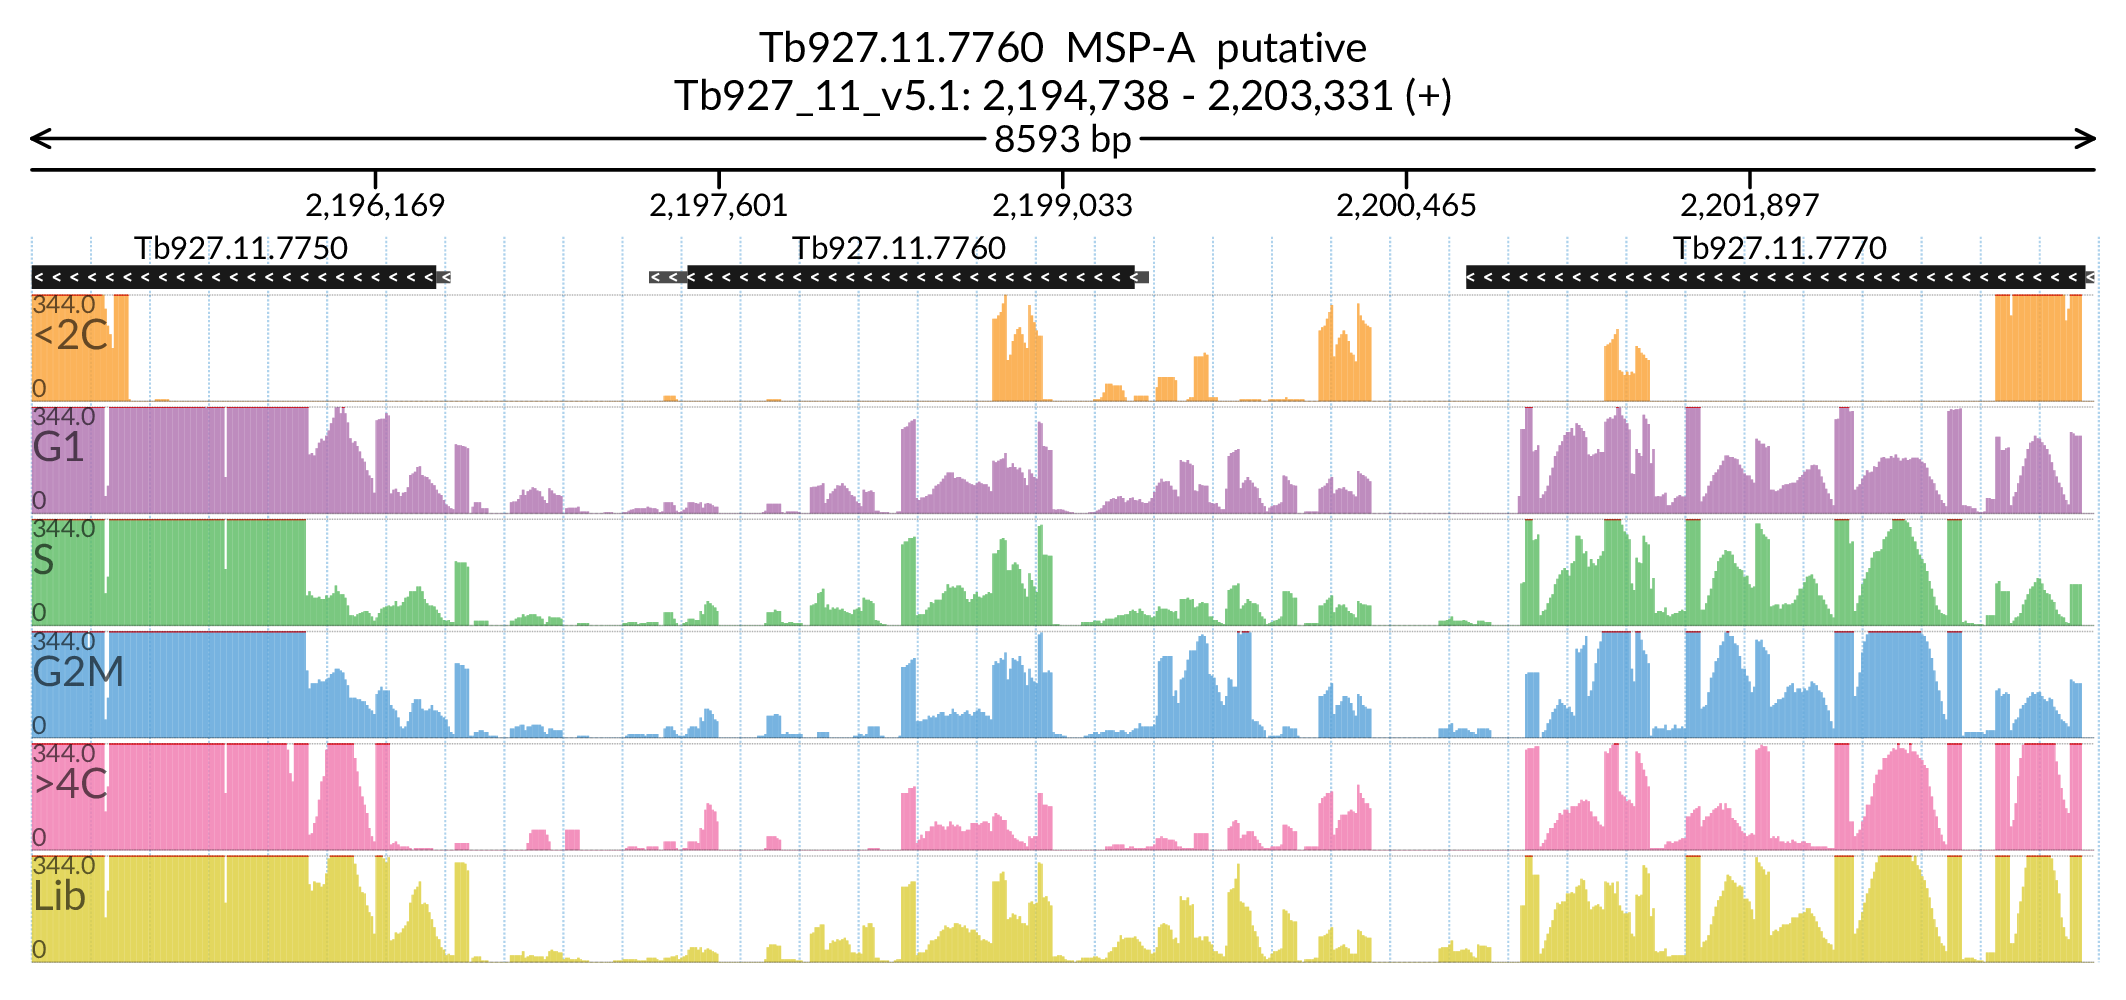 Tb927.11.7760 MSP-A putative
Tb927_11_v5.1: 2,194,738 - 2,203,331 (+)
8593 bp
2,196,169 2,197,601 2,199,033 2,200,465 2,201,897
Tb927.11.7750 Tb927.11.7760 Tb927.11.7770
344.0
<2C
0
344.0
G1
0
344.0
S
0
344.0
G2M
0
344.0
>4C
0
344.0
Lib
0